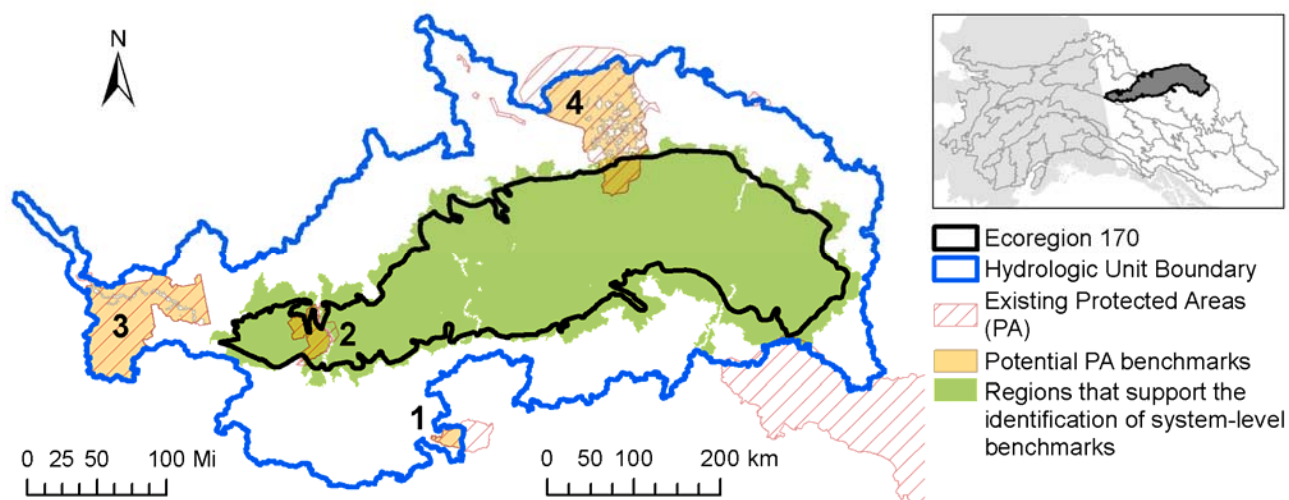 N
4
3
2
1
0 25 50 100 Mi
0 50 100 200 km
Ecoregion 170
Hydrologic Unit Boundary
Existing Protected Areas
(PA)
Potential PA benchmarks
Regions that support the
identification of system-level
benchmarks